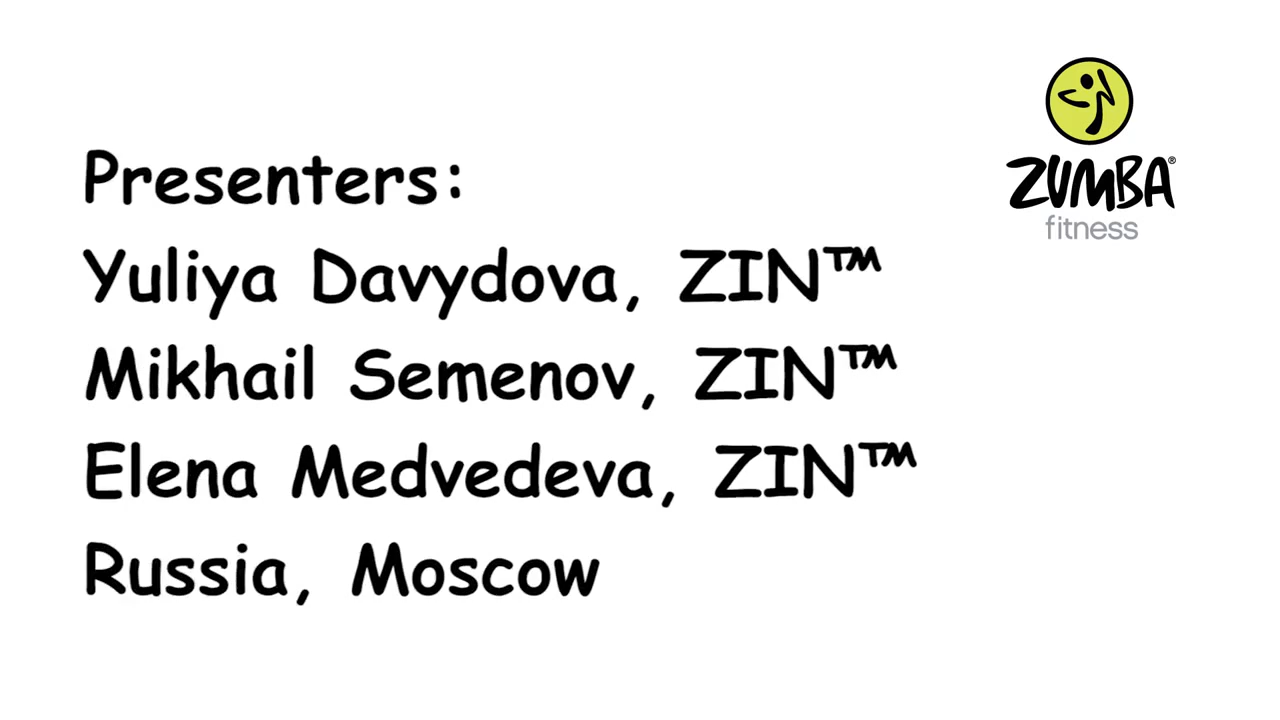 Presenters:
Yuliya Davydova, ZIN™
Mikhail Semenov, ZIN™
Elena Medvedeva, ZIN™
Russia, Moscow
ZUMBA®
fitness